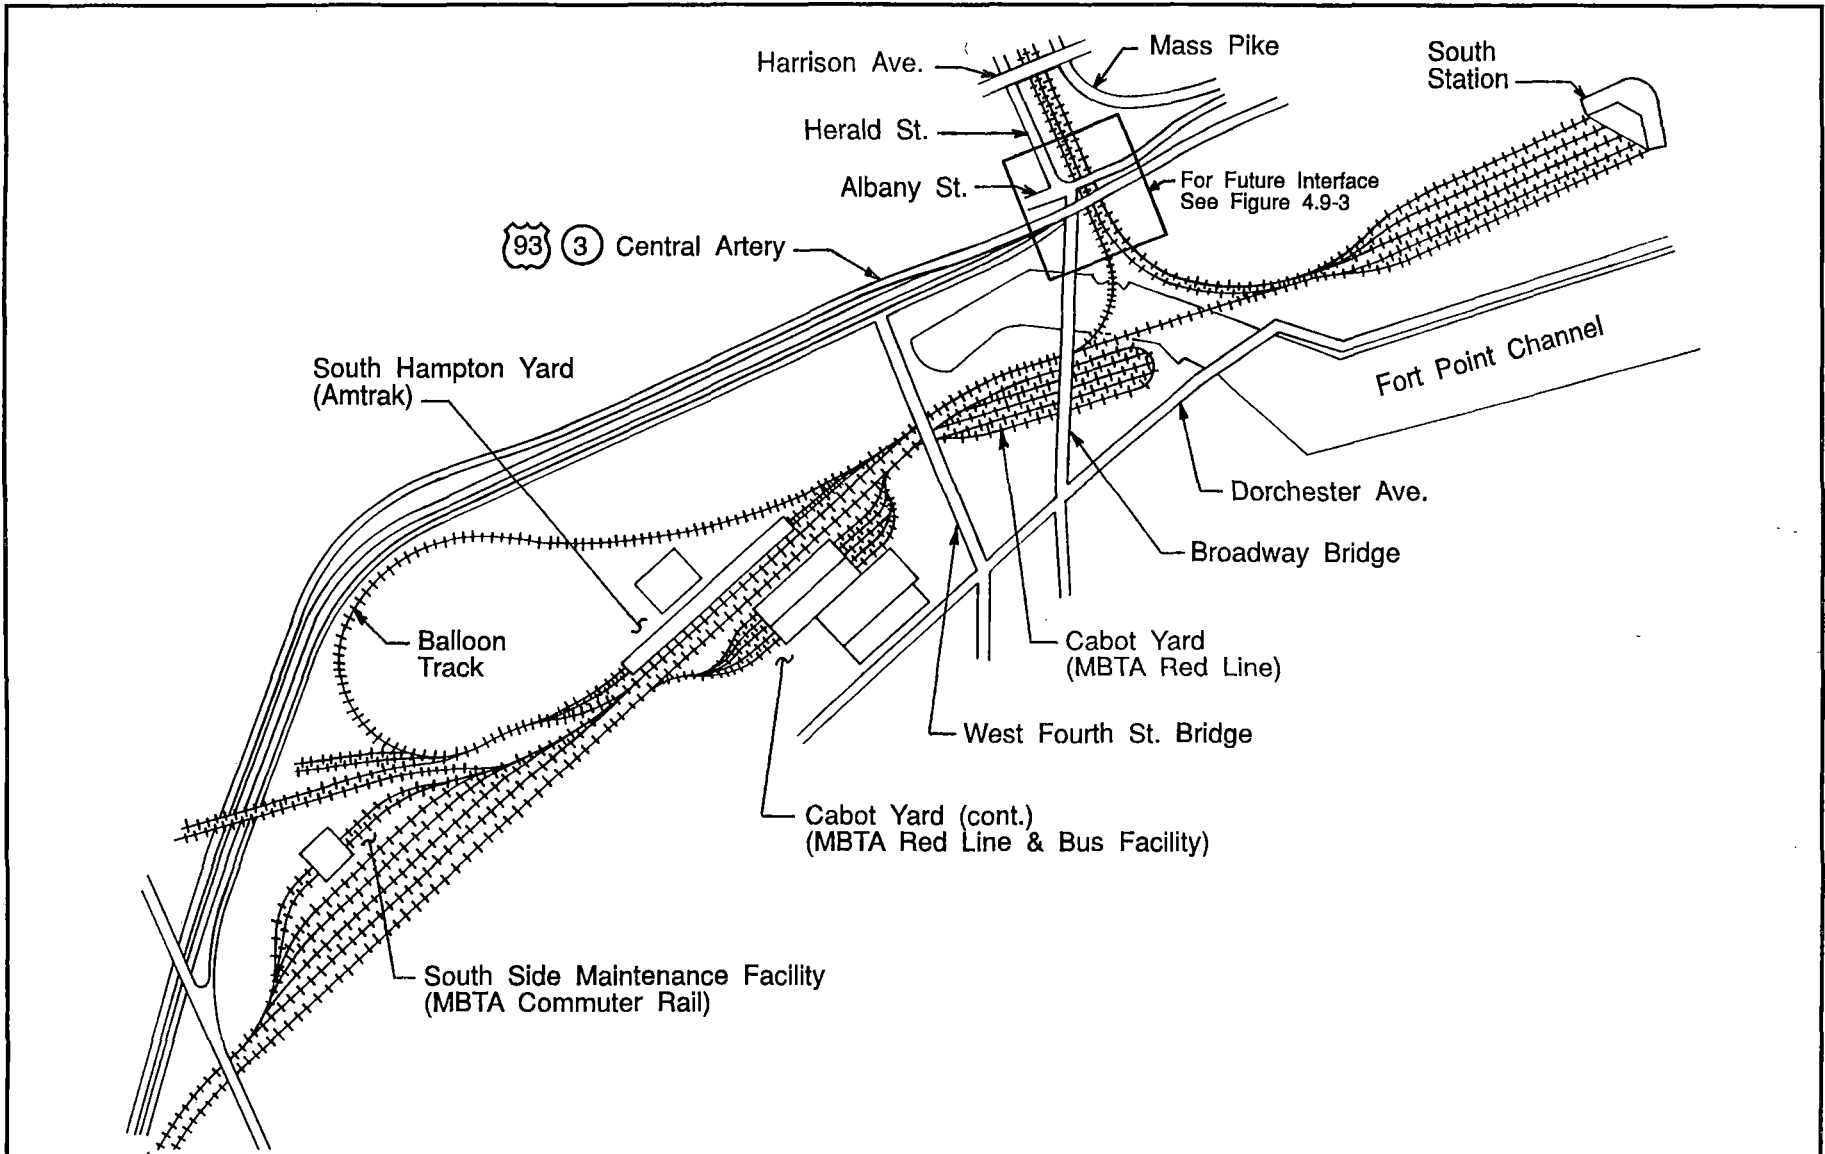 Harrison Ave.
Mass Pike
South
Station
Herald St.
Albany St.
For Future Interface
See Figure 4.9-3
93 3 Central Artery
South Hampton Yard
(Amtrak)
Fort Point Channel
Dorchester Ave.
Broadway Bridge
Balloon
Track
Cabot Yard
(MBTA Red Line)
West Fourth St. Bridge
Cabot Yard (cont.)
(MBTA Red Line & Bus Facility)
South Side Maintenance Facility
(MBTA Commuter Rail)